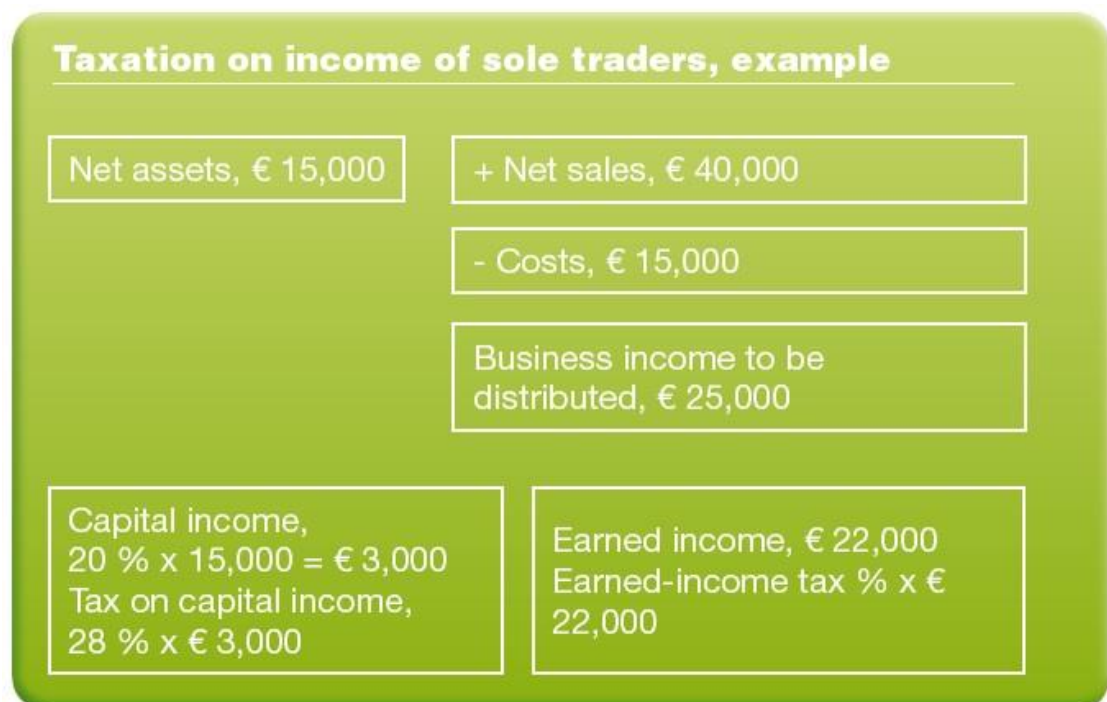 Taxation on income of sole traders, example
Net assets, € 15,000
+ Net sales, € 40,000
- Costs, € 15,000
Business income to be
distributed, € 25,000
Capital income,
20 % x 15,000 = € 3,000
Tax on capital income,
28 % x € 3,000
Earned income, € 22,000
Earned-income tax % x €
22,000